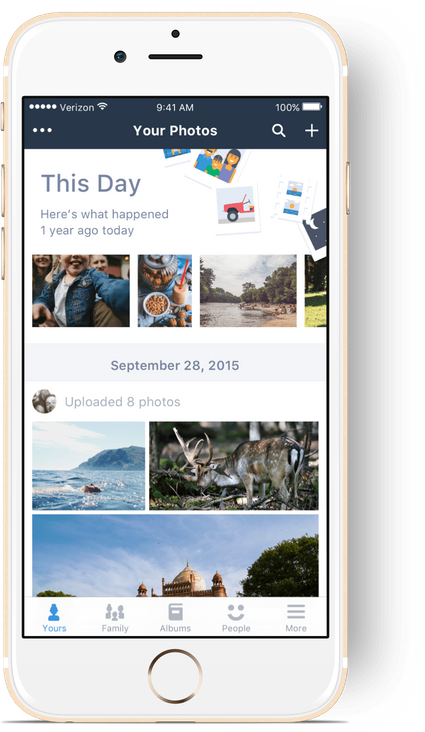 Verizon 9:41 AM 100%
Your Photos
This Day
Here's what happened
1 year ago today
September 28, 2015
Uploaded 8 photos
Yours Family Albums People More